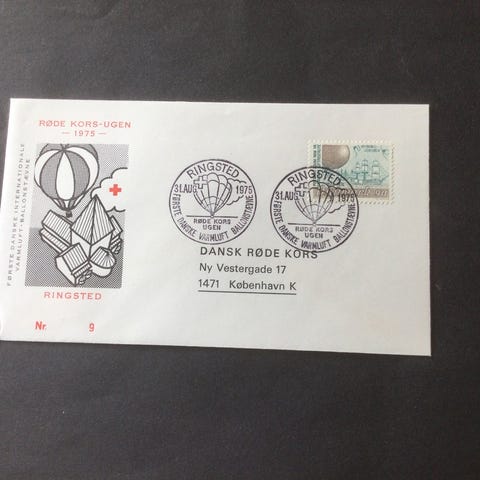 RØDE KORS-UGEN
— 1975 —
FØRSTE DANSKE INTERNATIONALE
VARMLUFT-BALLONSTÆVNE
RINGSTED
Nr. 9
RINGSTED
31.AUG 1975
RØDE KORS
UGEN
FØRSTE DANSKE VARMLUFT BALLONSTÆVNE
RINGSTED
31.AUG 1975
RØDE KORS
UGEN
FØRSTE DANSKE VARMLUFT BALLONSTÆVNE
DANSK RØDE KORS
Ny Vestergade 17
1471 København K